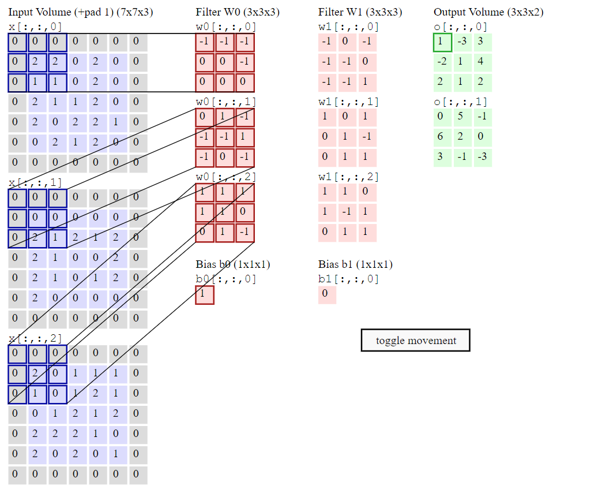 Input Volume (+pad 1) (7x7x3)
x[:,:,0]
0 0 0 0 0 0 0
0 2 2 0 2 0 0
0 1 1 0 2 0 0
0 2 1 1 2 0 0
0 2 0 2 2 1 0
0 0 2 1 2 0 0
0 0 0 0 0 0 0
x[:,:,1]
0 0 0 0 0 0 0
0 0 0 0 0 0 0
0 2 1 2 1 2 0
0 2 1 0 1 2 0
0 2 0 0 0 0 0
0 0 0 0 0 0 0
x[:,:,2]
0 0 0 0 0 0 0
0 2 0 1 1 1 0
0 1 0 1 2 1 0
0 0 1 2 1 2 0
0 2 2 2 1 0 0
0 2 0 2 0 1 0
0 0 0 0 0 0 0
Filter W0 (3x3x3)
w0[:,:,0]
-1 -1 -1
-1 -1 0
0 0 0
w0[:,:,1]
0 1 -1
-1 -1 1
-1 0 -1
w0[:,:,2]
1 1 1
1 1 0
0 1 -1
Bias b0 (1x1x1)
b0[:,:,0]
1
Filter W1 (3x3x3)
w1[:,:,0]
-1 0 -1
-1 -1 0
-1 -1 1
w1[:,:,1]
1 0 1
0 1 -1
0 1 1
w1[:,:,2]
1 1 0
1 -1 1
0 1 1
Bias b1 (1x1x1)
b1[:,:,0]
0
Output Volume (3x3x2)
o[:,:,0]
1 -3 3
-2 1 4
2 1 2
o[:,:,1]
0 5 -1
6 2 0
3 -1 -3
toggle movement